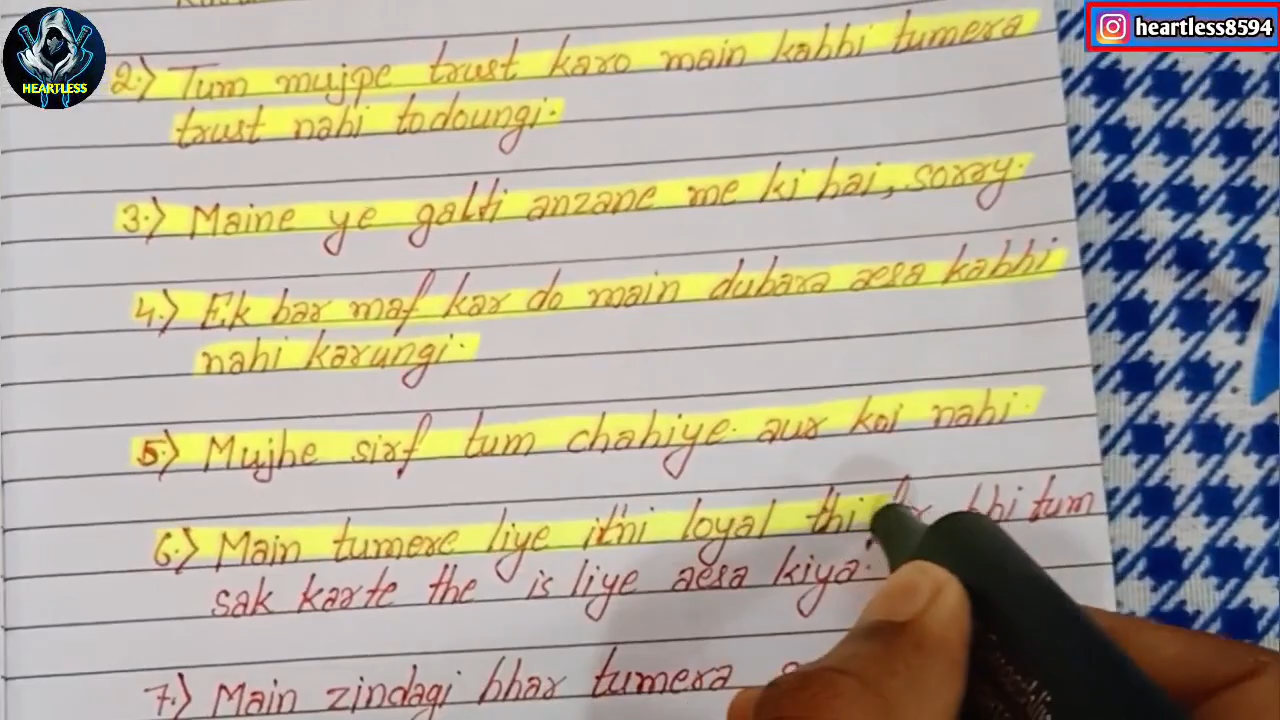 HEARTLESS
heartless8594
2.) Tum mujpe trust karo main kabhi tumera
trust nahi todoungi.
3.) Maine ye galti anzane me ki hai, sorry.
4.) Ek bar maf kar do main dubara aesa kabhi
nahi karungi.
5.) Mujhe sirf tum chahiye. aur koi nahi.
6.) Main tumere liye itni loyal thi bhi tum
sak karte the is liye aesa kiya.
7.) Main zindagi bhar tumera